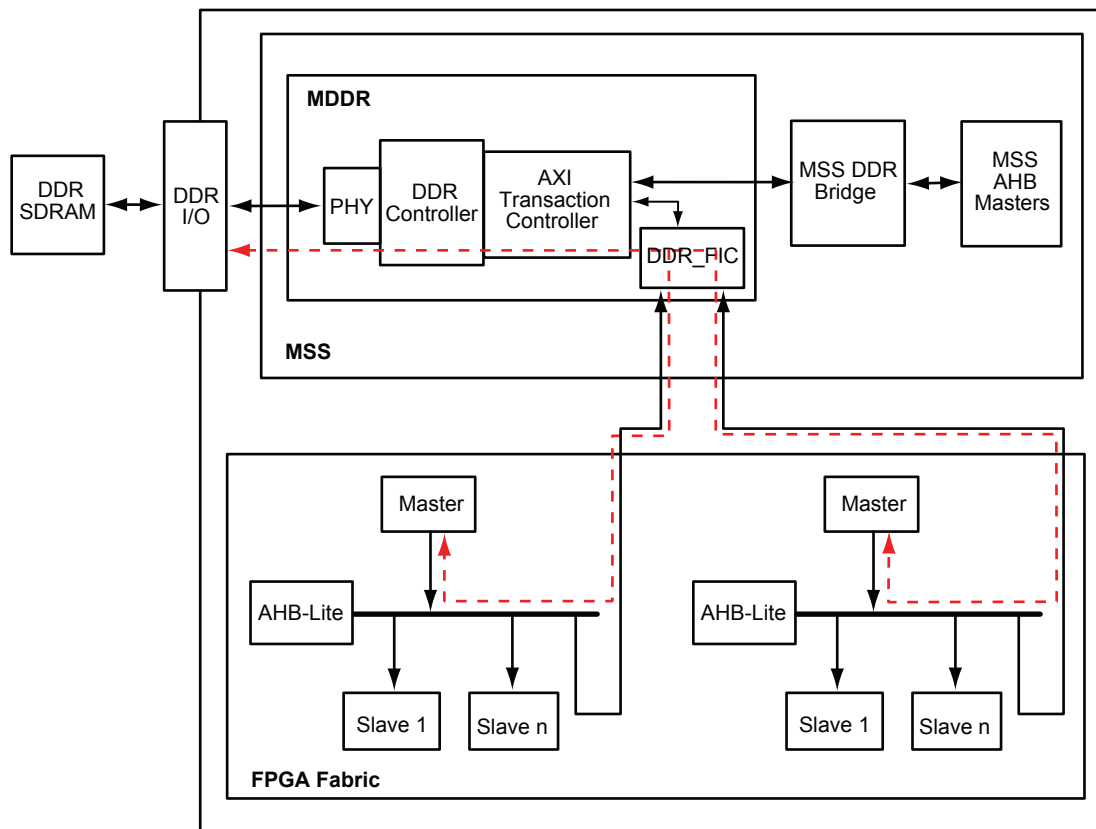 MDDR
DDR
SDRAM
DDR
I/O
PHY
DDR
Controller
AXI
Transaction
Controller
DDR_FIC
MSS DDR
Bridge
MSS
AHB
Masters
MSS
Master
AHB-Lite
Slave 1
Slave n
Master
AHB-Lite
Slave 1
Slave n
FPGA Fabric